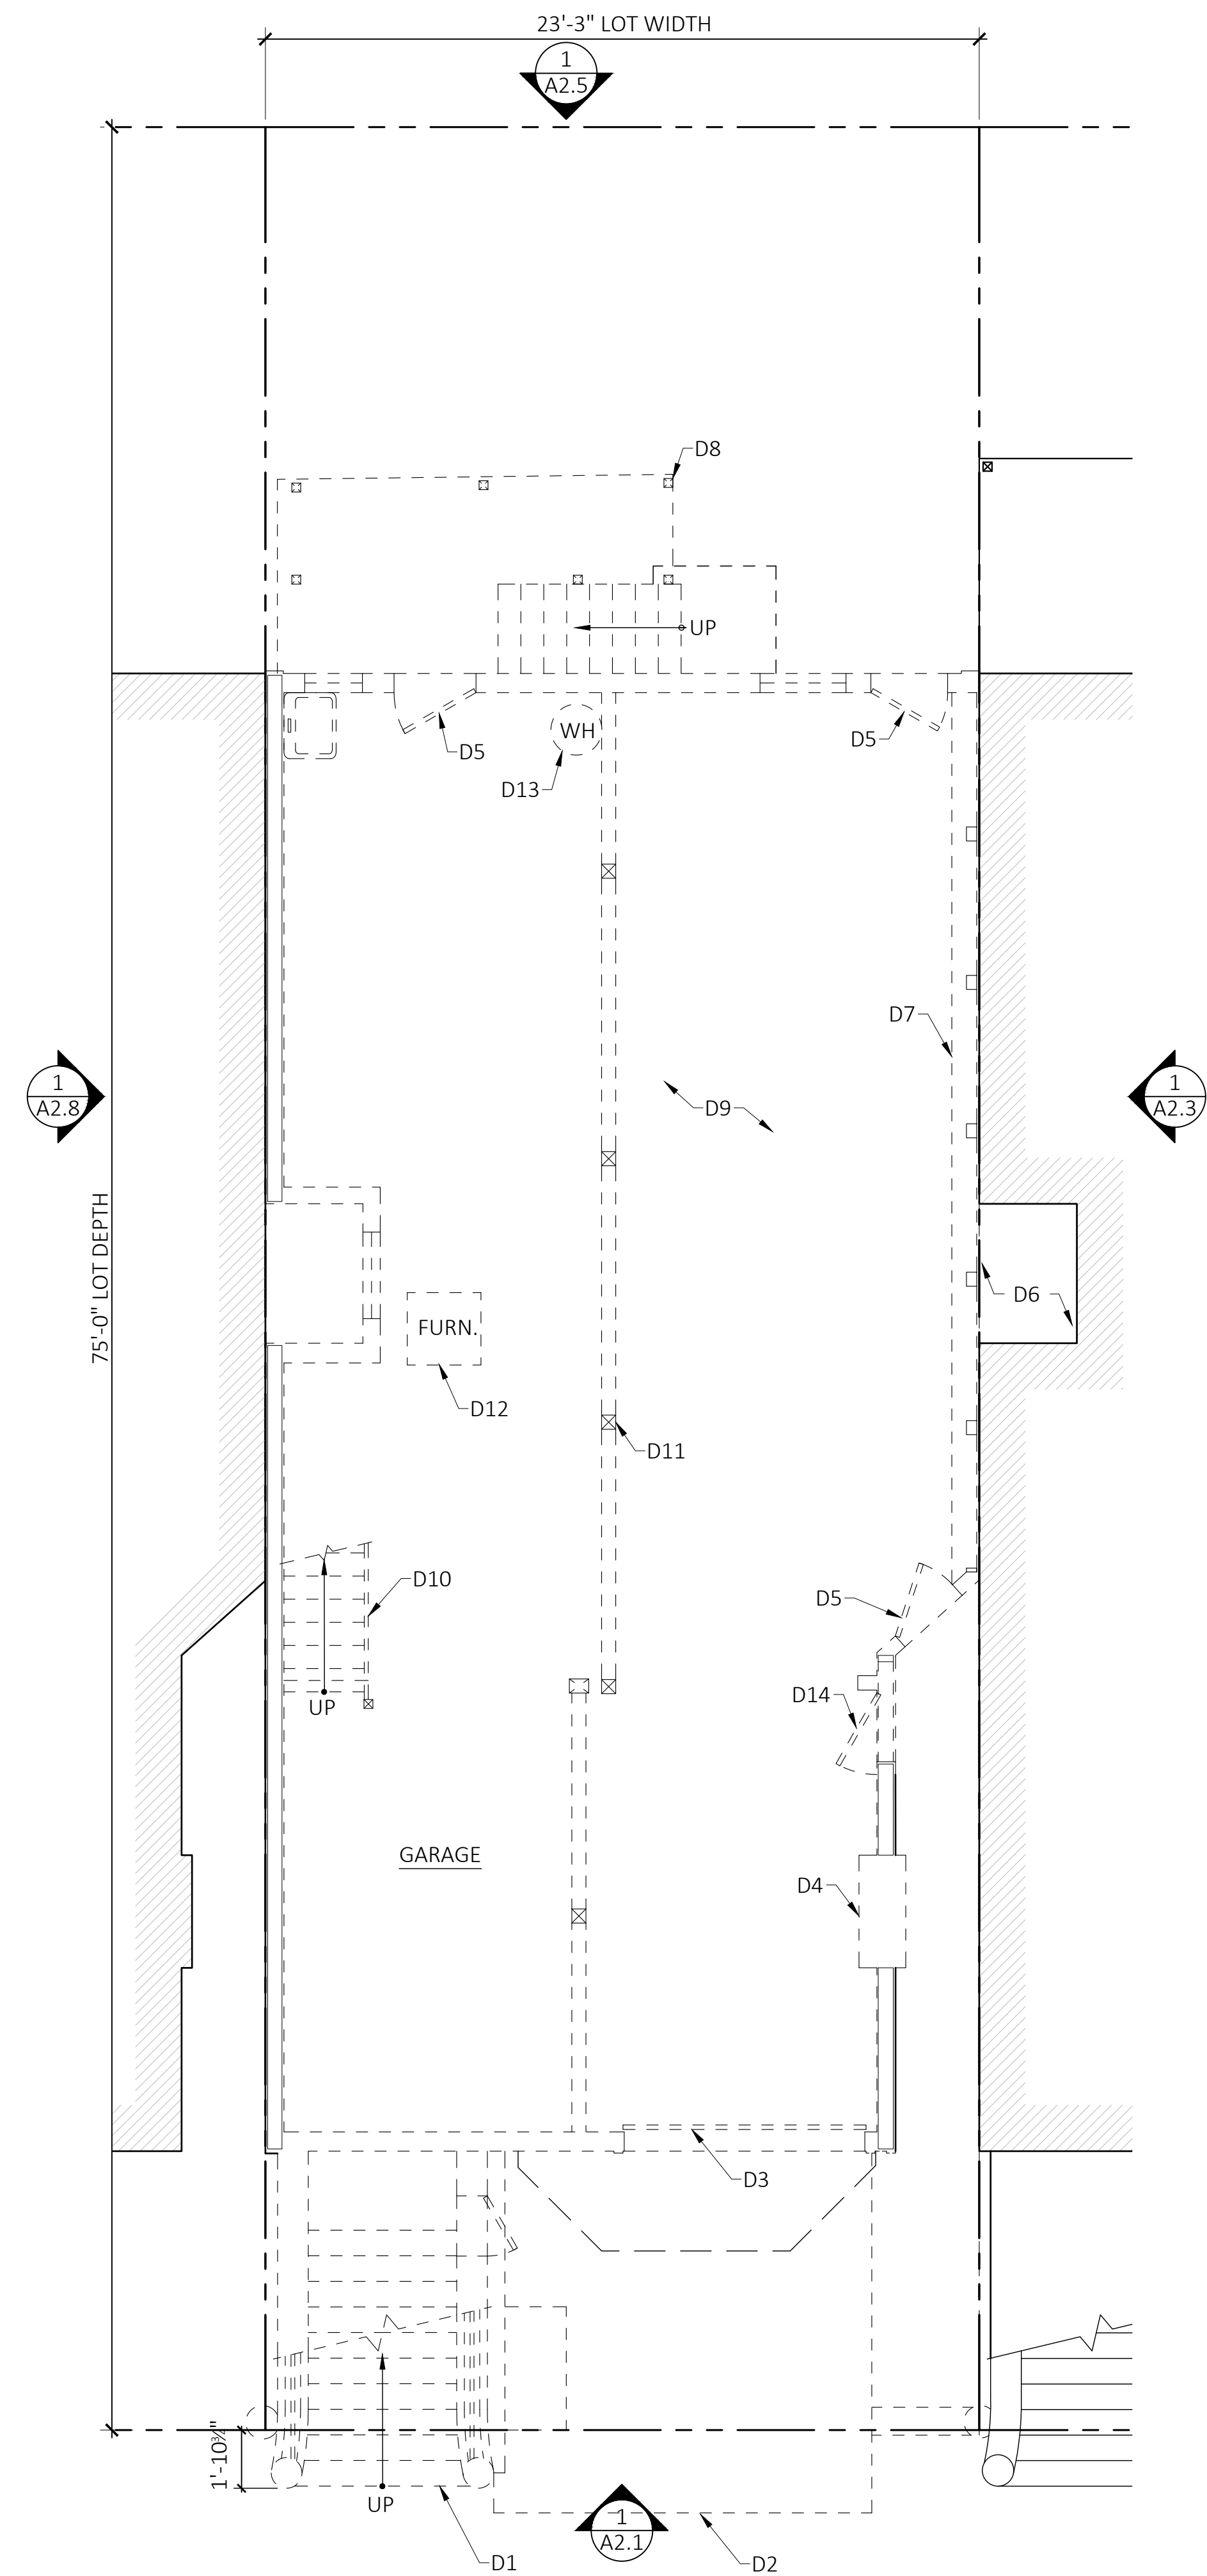 23'-3" LOT WIDTH
1
A2.5
D8
UP
D5
D5
WH
D13
D7
1
A2.8
D9
1
A2.3
75'-0" LOT DEPTH
D6
FURN.
D12
D11
D10
D5
UP
D14
GARAGE
D4
D3
1'-10¾"
UP
1
A2.1
D1
D2